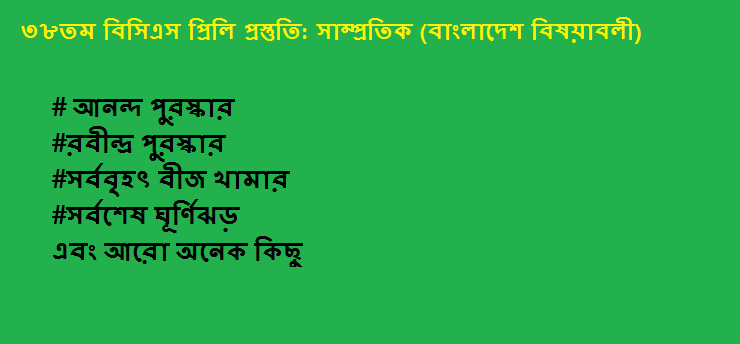 ৩৮তম বিসিএস প্রিলি প্রস্তুতি: সাম্প্রতিক (বাংলাদেশ বিষয়াবলী)
# আনন্দ পুরস্কার
#রবীন্দ্র পুরস্কার
#সর্ববৃহৎ বীজ খামার
#সর্বশেষ ঘূর্ণিঝড়
এবং আরো অনেক কিছু